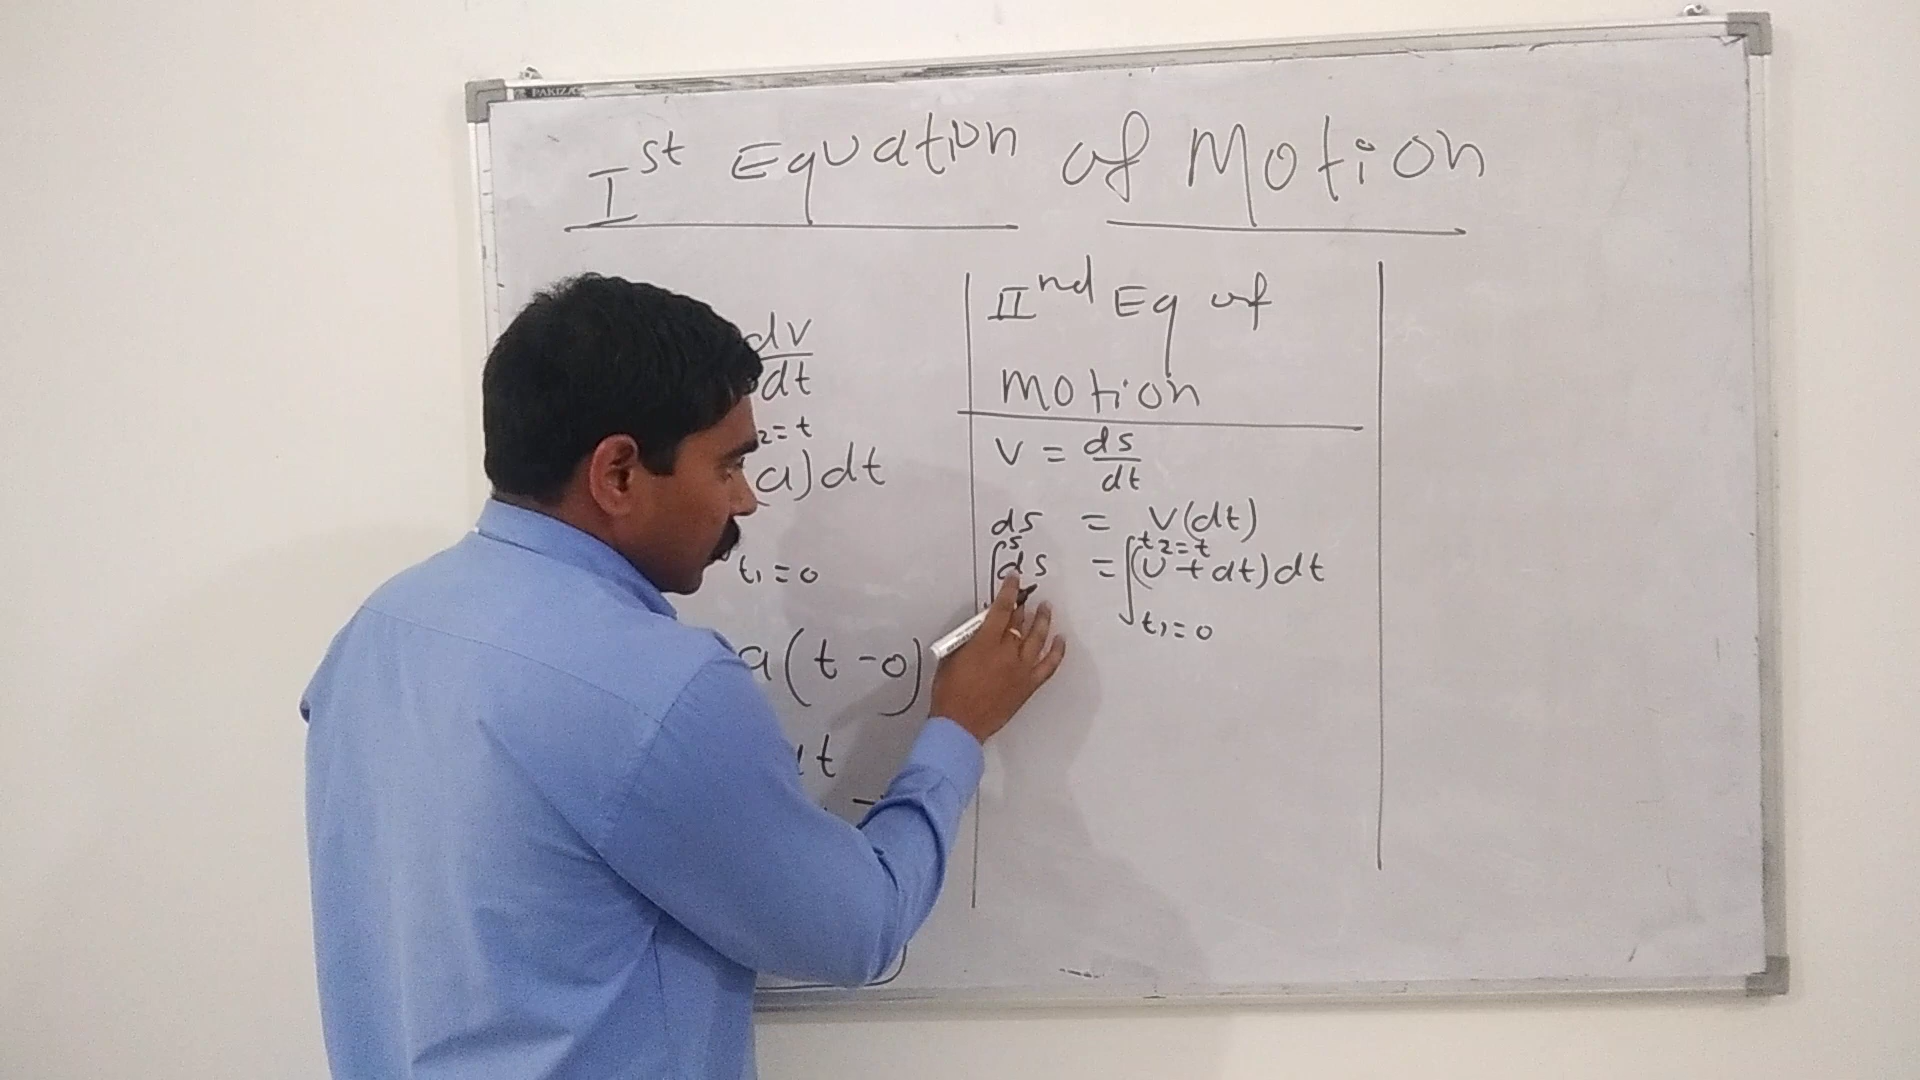 PAKIZA
Ist Equation of Motion
dv
dt
2=t
a)dt
t1=0
a(t-0)
t
IInd Eq of
Motion
V = ds
dt
ds = V(dt)
s t2=t
∫ds = ∫(U+at)dt
t1=0